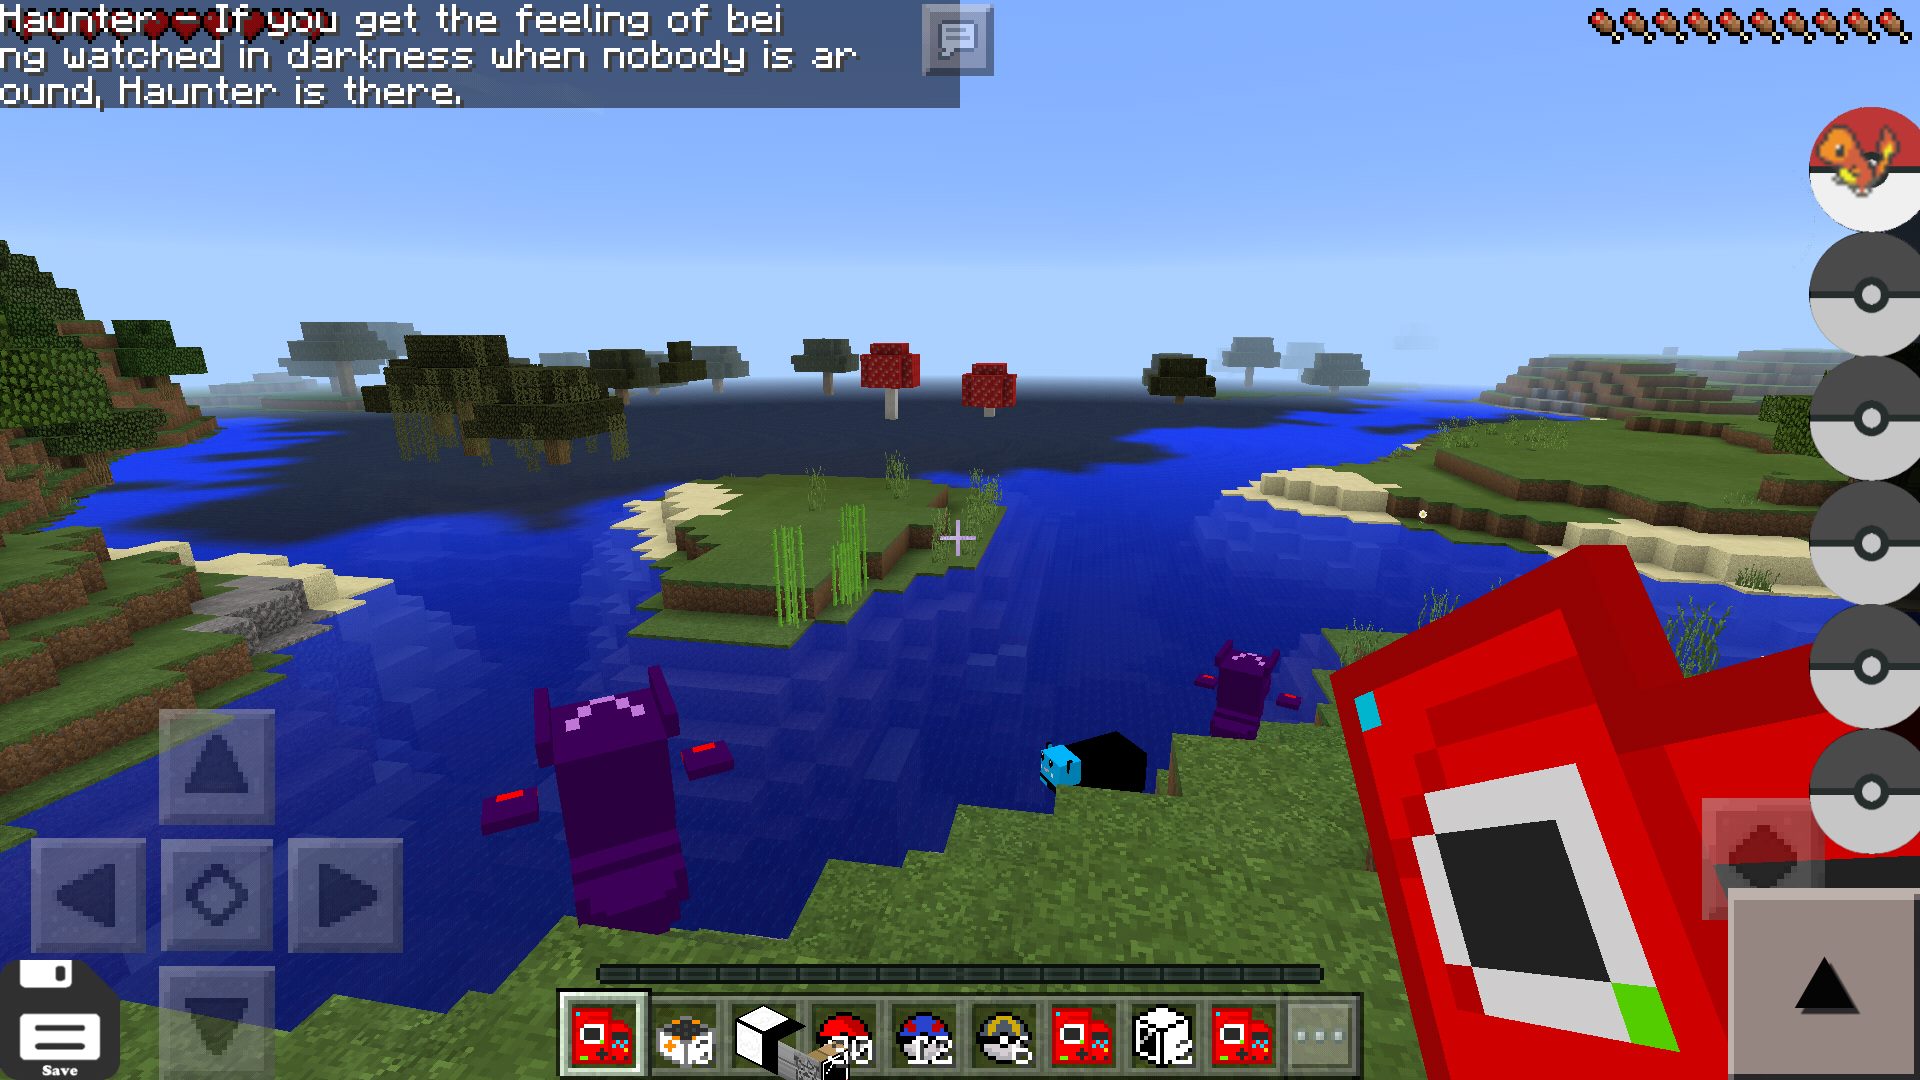 Haunter - If you get the feeling of bei
ng watched in darkness when nobody is ar
ound, Haunter is there.
Save
12